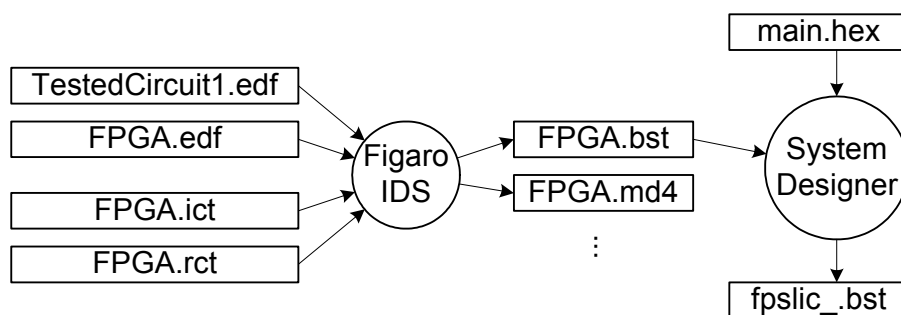 main.hex
TestedCircuit1.edf
FPGA.edf
FPGA.ict
FPGA.rct
Figaro
IDS
FPGA.bst
FPGA.md4
⋮
System
Designer
fpslic_.bst